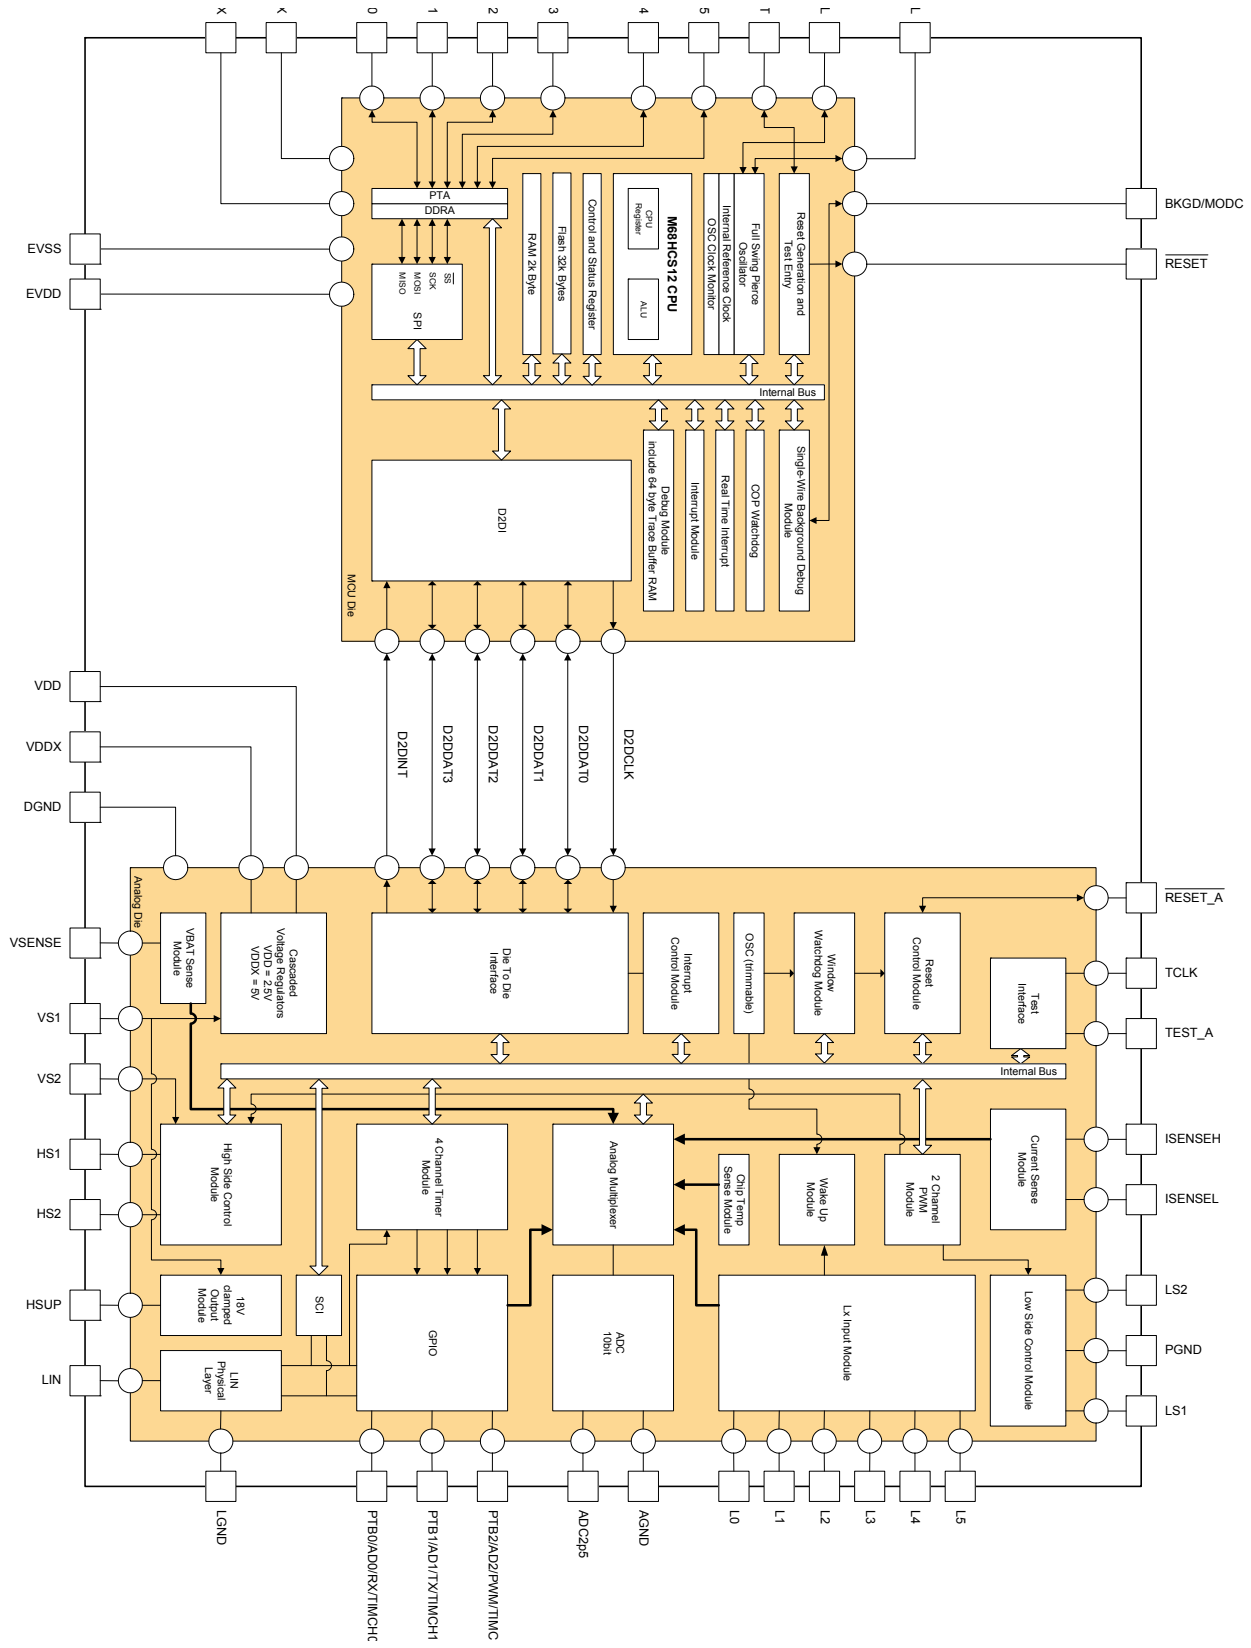 X
K
0
1
2
3
4
5
T
L
L
EVSS
EVDD
BKGD/MODC
RESET
PTA
DDRA
MISO
MOSI
SCK
SS
SPI
RAM 2k Byte
Flash 32k Bytes
Control and Status Register
CPU
Register
ALU
M68HCS12 CPU
OSC Clock Monitor
Internal Reference Clock
Full Swing Pierce
Oscillator
Reset Generation and
Test Entry
Internal Bus
D2DI
Debug Module
include 64 byte Trace Buffer RAM
Interrupt Module
Real Time Interrupt
COP Watchdog
Single-Wire Background Debug
Module
MCU Die
VDD
VDDX
DGND
D2DINT
D2DDAT3
D2DDAT2
D2DDAT1
D2DDAT0
D2DCLK
Analog Die
VSENSE
VS1
VS2
HS1
HS2
HSUP
LIN
RESET_A
TCLK
TEST_A
ISENSEH
ISENSEL
LS2
PGND
LS1
VBAT Sense
Module
Cascaded
Voltage Regulators
VDD = 2.5V
VDDX = 5V
Die To Die
Interface
Interrupt
Control Module
OSC (trimmable)
Window
Watchdog Module
Reset
Control Module
Test
Interface
Internal Bus
High Side Control
Module
4 Channel Timer
Module
Analog Multiplexer
Chip Temp
Sense Module
Wake Up
Module
2 Channel
PWM
Module
Current Sense
Module
18V
clamped
Output
Module
SCI
GPIO
ADC
10bit
Lx Input Module
Low Side Control Module
LIN
Physical
Layer
LGND
PTB0/AD0/RX/TIMCH0
PTB1/AD1/TX/TIMCH1
PTB2/AD2/PWM/TIMC
ADC2p5
AGND
L0
L1
L2
L3
L4
L5